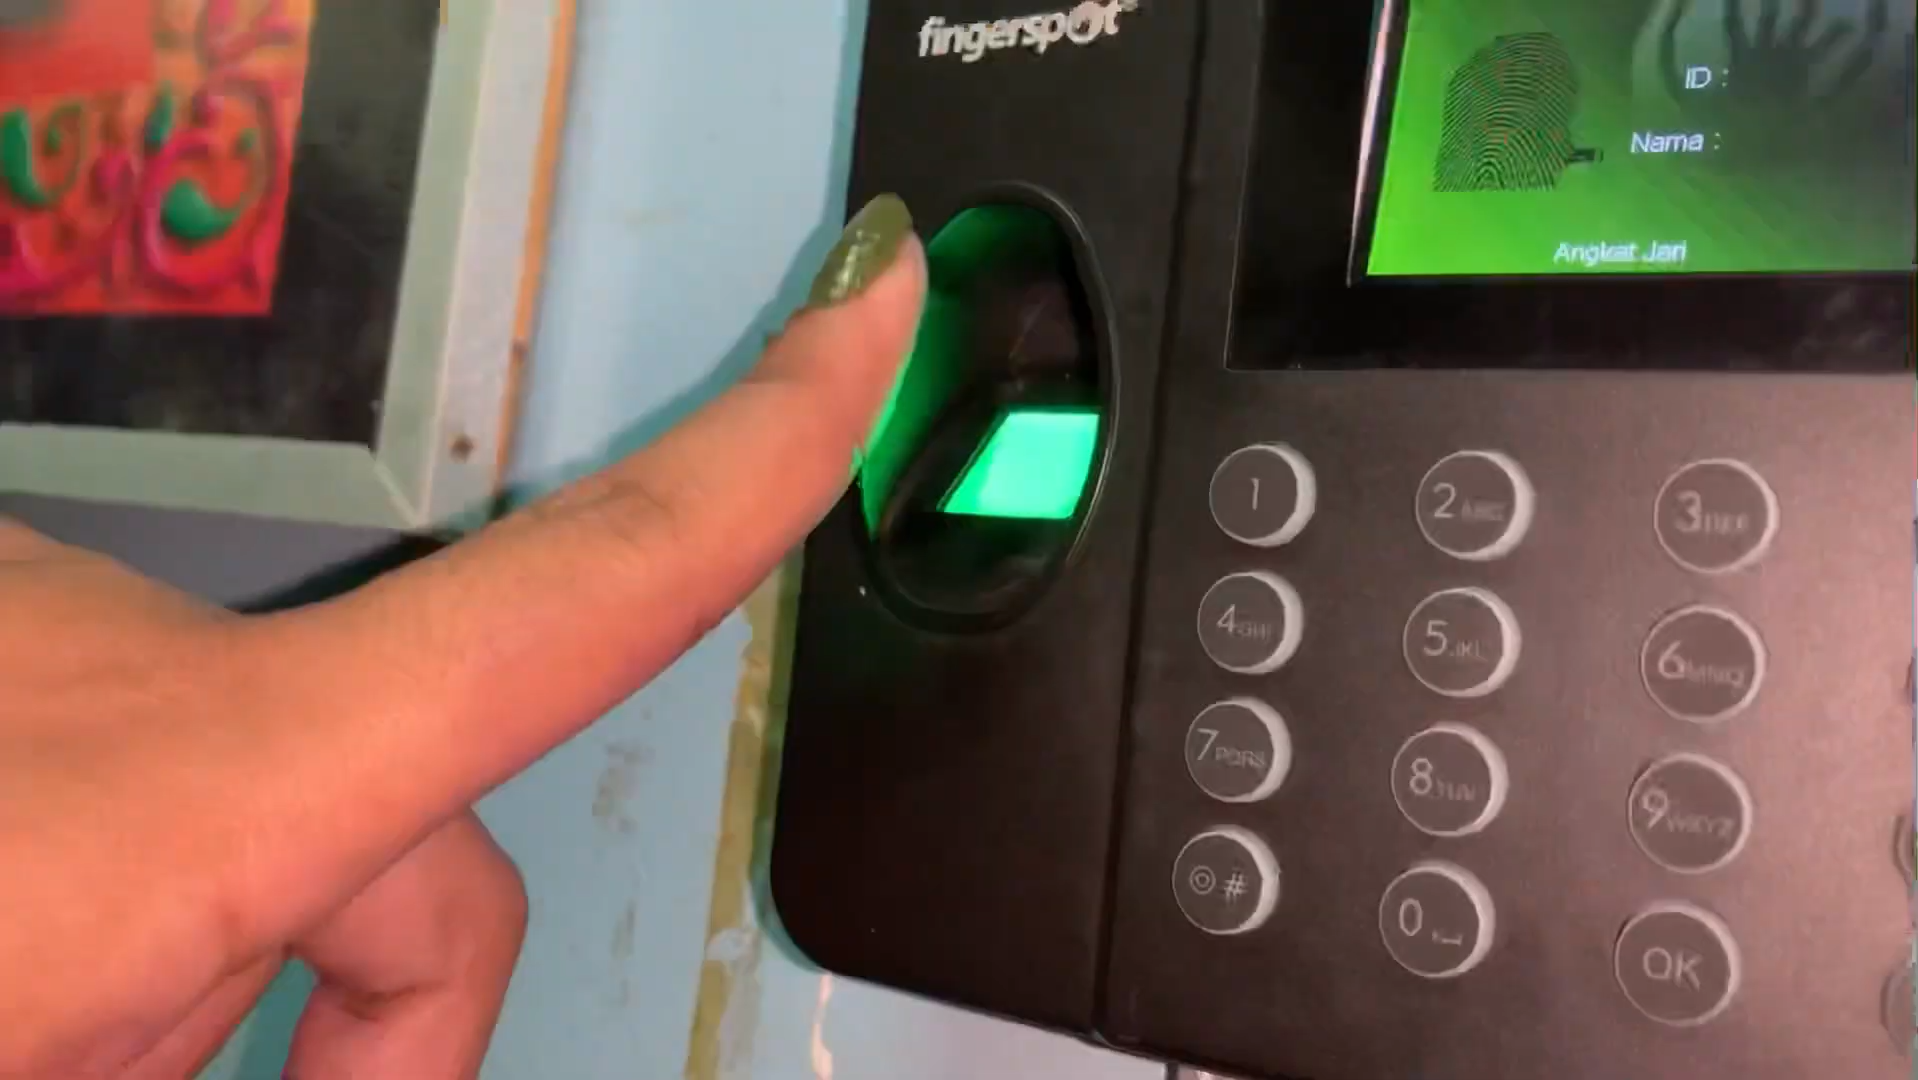 fingerspot
ID :
Nama :
Angkat Jari
1
2 ABC
3 DEF
4 GHI
5 JKL
6 MNO
7 PQRS
8 TUV
9 WXYZ
#
0
OK